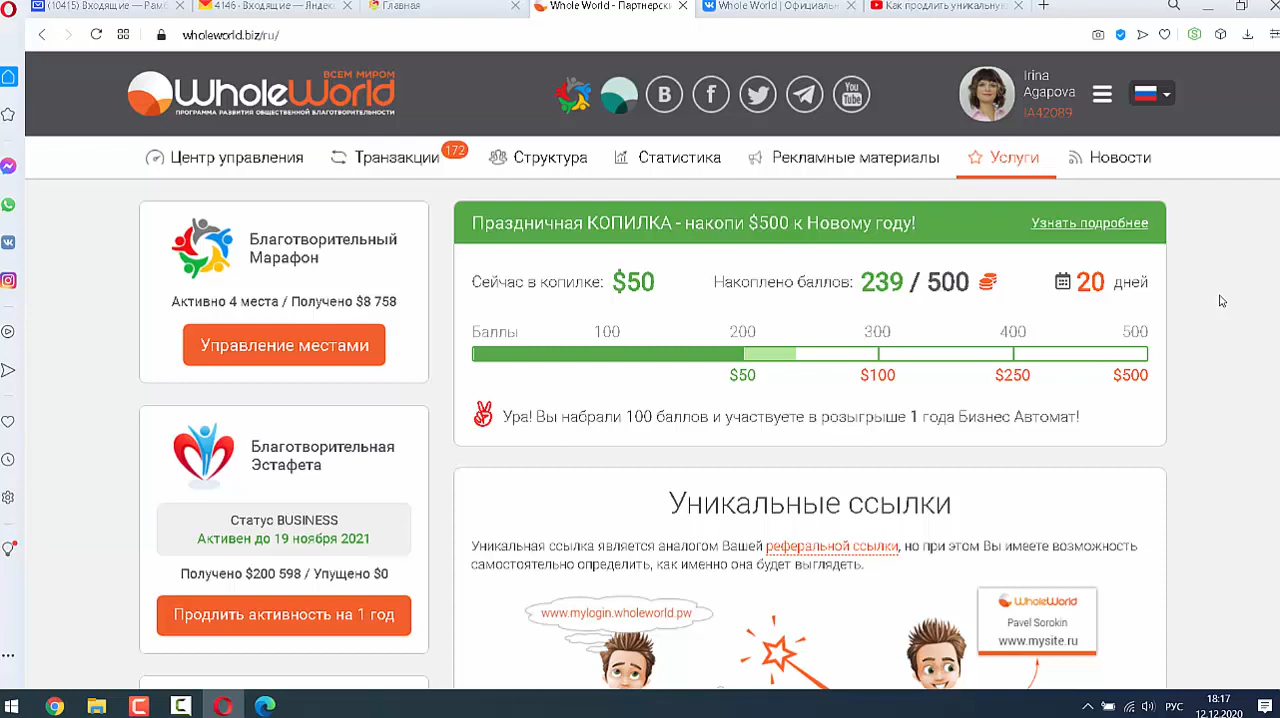 (10415) Входящие — Рамб
4146 · Входящие — Яндекс
Главная
Whole World - Партнерски
Whole World | Официальн
Как продлить уникальную
wholeworld.biz/ru/
ВСЕМ МИРОМ
WholeWorld
ПРОГРАММА РАЗВИТИЯ ОБЩЕСТВЕННОЙ БЛАГОТВОРИТЕЛЬНОСТИ
You Tube
Irina
Agapova
IA42089
Центр управления
Транзакции 172
Структура
Статистика
Рекламные материалы
Услуги
Новости
Благотворительный
Марафон
Активно 4 места / Получено $8 758
Управление местами
Благотворительная
Эстафета
Статус BUSINESS
Активен до 19 ноября 2021
Получено $200 598 / Упущено $0
Продлить активность на 1 год
Праздничная КОПИЛКА - накопи $500 к Новому году!
Узнать подробнее
Сейчас в копилке: $50
Накоплено баллов: 239 / 500
20 дней
Баллы 100 200 300 400 500
$50 $100 $250 $500
Ура! Вы набрали 100 баллов и участвуете в розыгрыше 1 года Бизнес Автомат!
Уникальные ссылки
Уникальная ссылка является аналогом Вашей реферальной ссылки, но при этом Вы имеете возможность
самостоятельно определить, как именно она будет выглядеть.
www.mylogin.wholeworld.pw
WholeWorld
Pavel Sorokin
www.mysite.ru
РУС
18:17
12.12.2020